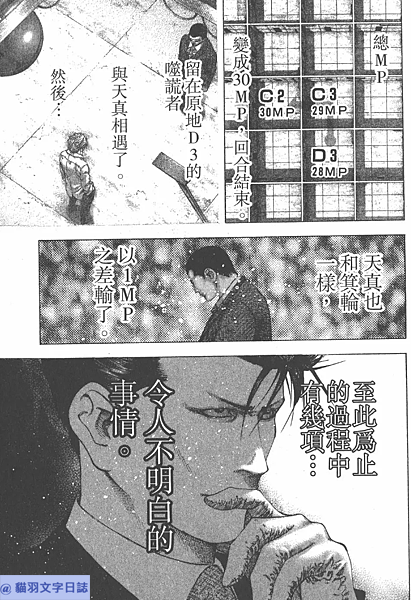 總MP
變成30MP，回合結束。
C2
30MP
C3
29MP
D3
28MP
留在原地D3的
噬謊者
與天真相遇了。
然後…
天真也
和箕輪
一樣，
以1MP
之差輸了。
至此爲止
的過程中
有幾項…
令人不明白的
事情。
@貓羽文字日誌